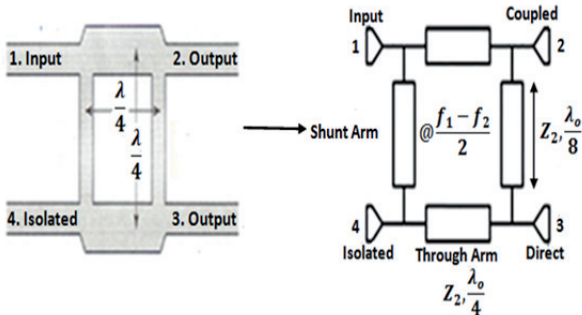 1. Input
2. Output
λ/4
λ/4
4. Isolated
3. Output
Input
Coupled
1
2
Shunt Arm
@ f₁ − f₂ / 2
Z₂, λₒ/8
4
3
Isolated
Through Arm
Direct
Z₂, λₒ/4